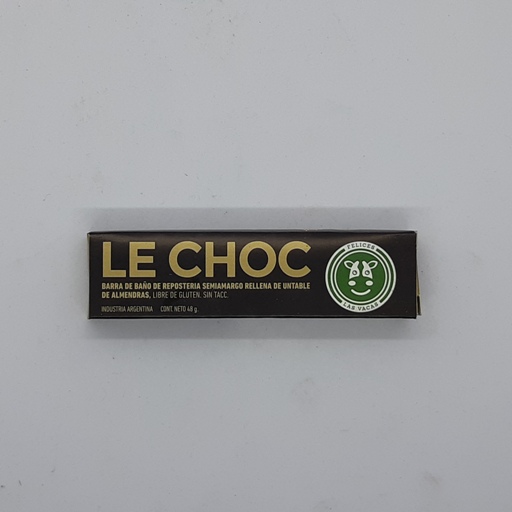 LE CHOC
BARRA DE BAÑO DE REPOSTERIA SEMIAMARGO RELLENA DE UNTABLE
DE ALMENDRAS, LIBRE DE GLUTEN. SIN TACC.
INDUSTRIA ARGENTINA CONT. NETO 48 g.
FELICES
LAS VACAS